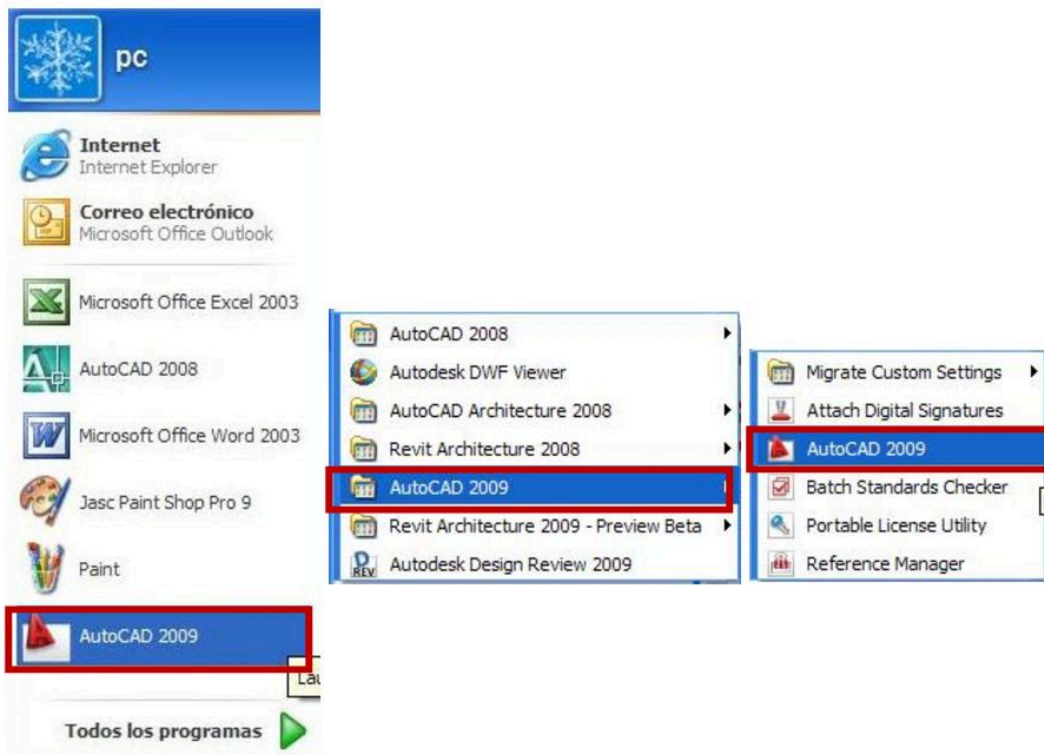 pc
Internet
Internet Explorer
Correo electrónico
Microsoft Office Outlook
Microsoft Office Excel 2003
AutoCAD 2008
Microsoft Office Word 2003
Jasc Paint Shop Pro 9
Paint
AutoCAD 2009
Todos los programas
AutoCAD 2008
Autodesk DWF Viewer
AutoCAD Architecture 2008
Revit Architecture 2008
AutoCAD 2009
Revit Architecture 2009 - Preview Beta
Autodesk Design Review 2009
Migrate Custom Settings
Attach Digital Signatures
AutoCAD 2009
Batch Standards Checker
Portable License Utility
Reference Manager